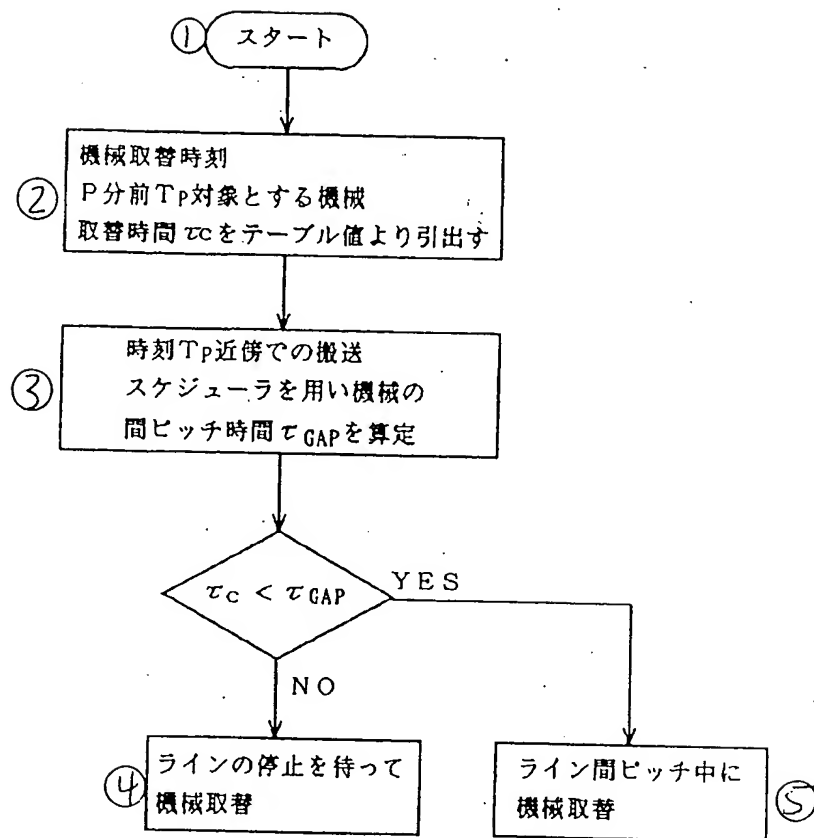 ① スタート
機械取替時刻
② P分前TP対象とする機械
取替時間τCをテーブル値より引出す
時刻TP近傍での搬送
③ スケジューラを用い機械の
間ピッチ時間τGAPを算定
τC < τGAP
YES
NO
④ ラインの停止を待って
機械取替
ライン間ピッチ中に
機械取替 ⑤